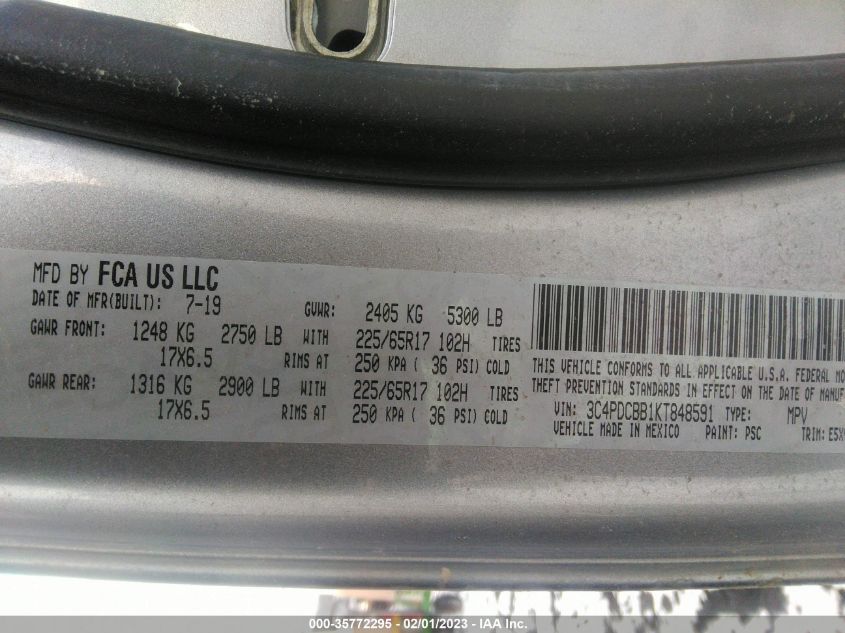 MFD BY FCA US LLC
DATE OF MFR(BUILT): 7-19 GVWR: 2405 KG 5300 LB
GAWR FRONT: 1248 KG 2750 LB WITH 225/65R17 102H TIRES
17X6.5 RIMS AT 250 KPA ( 36 PSI) COLD
GAWR REAR: 1316 KG 2900 LB WITH 225/65R17 102H TIRES
17X6.5 RIMS AT 250 KPA ( 36 PSI) COLD
THIS VEHICLE CONFORMS TO ALL APPLICABLE U.S.A. FEDERAL
THEFT PREVENTION STANDARDS IN EFFECT ON THE DATE OF
VIN: 3C4PDCBB1KT848591 TYPE: MPV
VEHICLE MADE IN MEXICO PAINT: PSC TRIM:
000-35772295 - 02/01/2023 - IAA Inc.